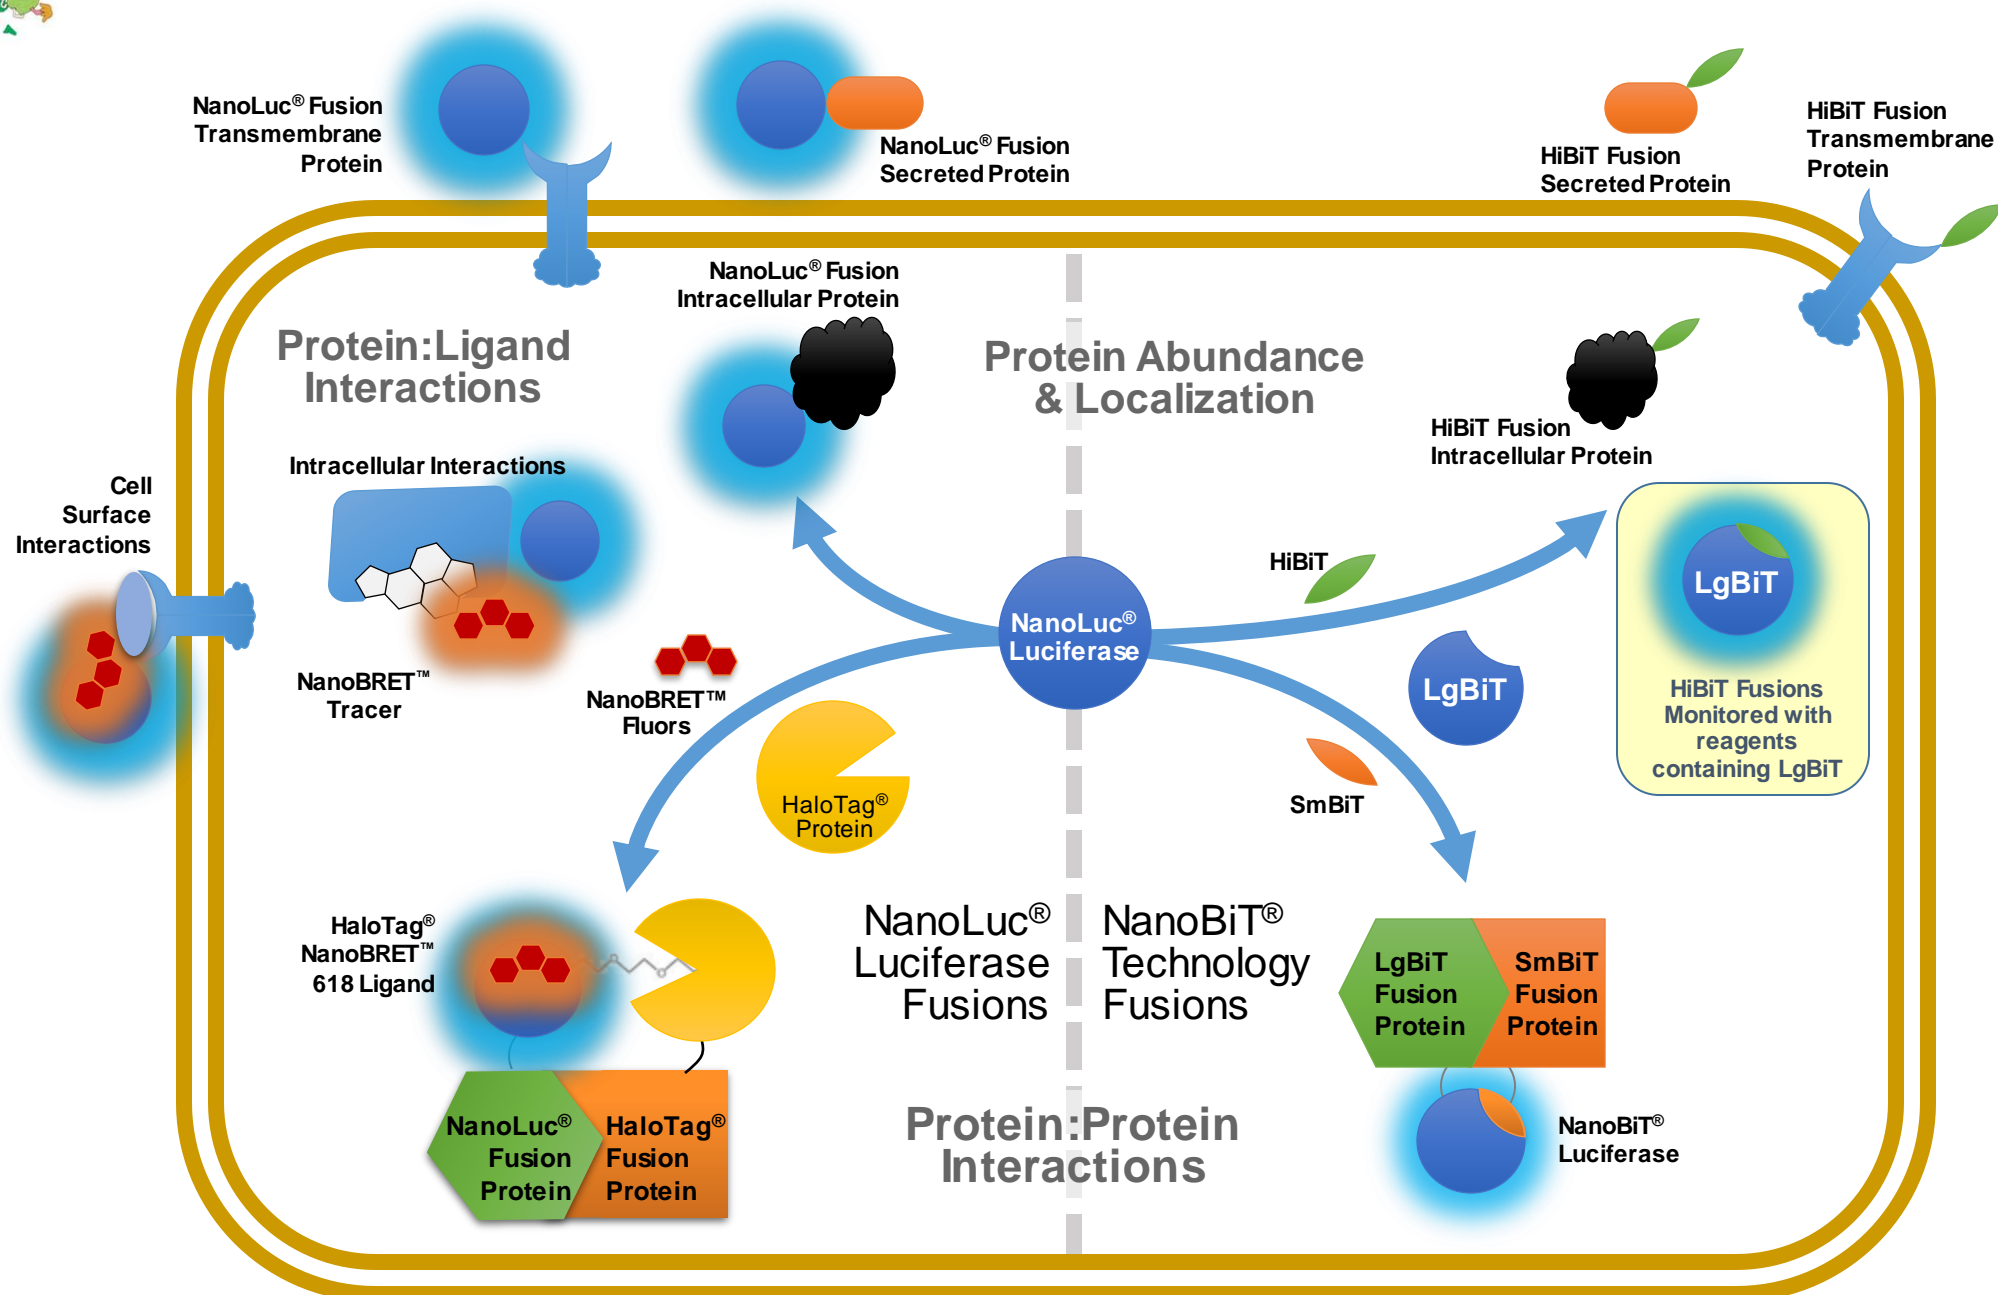 NanoLuc® Fusion
Transmembrane
Protein
NanoLuc® Fusion
Secreted Protein
HiBiT Fusion
Secreted Protein
HiBiT Fusion
Transmembrane
Protein
NanoLuc® Fusion
Intracellular Protein
Protein:Ligand
Interactions
Protein Abundance
& Localization
HiBiT Fusion
Intracellular Protein
Intracellular Interactions
Cell
Surface
Interactions
NanoBRET™
Tracer
NanoBRET™
Fluors
HaloTag®
Protein
NanoLuc®
Luciferase
HiBiT
LgBiT
SmBiT
LgBiT
HiBiT Fusions
Monitored with
reagents
containing LgBiT
HaloTag®
NanoBRET™
618 Ligand
NanoLuc®
Luciferase
Fusions
NanoBiT®
Technology
Fusions
LgBiT
Fusion
Protein
SmBiT
Fusion
Protein
NanoLuc®
Fusion
Protein
HaloTag®
Fusion
Protein
Protein:Protein
Interactions
NanoBiT®
Luciferase